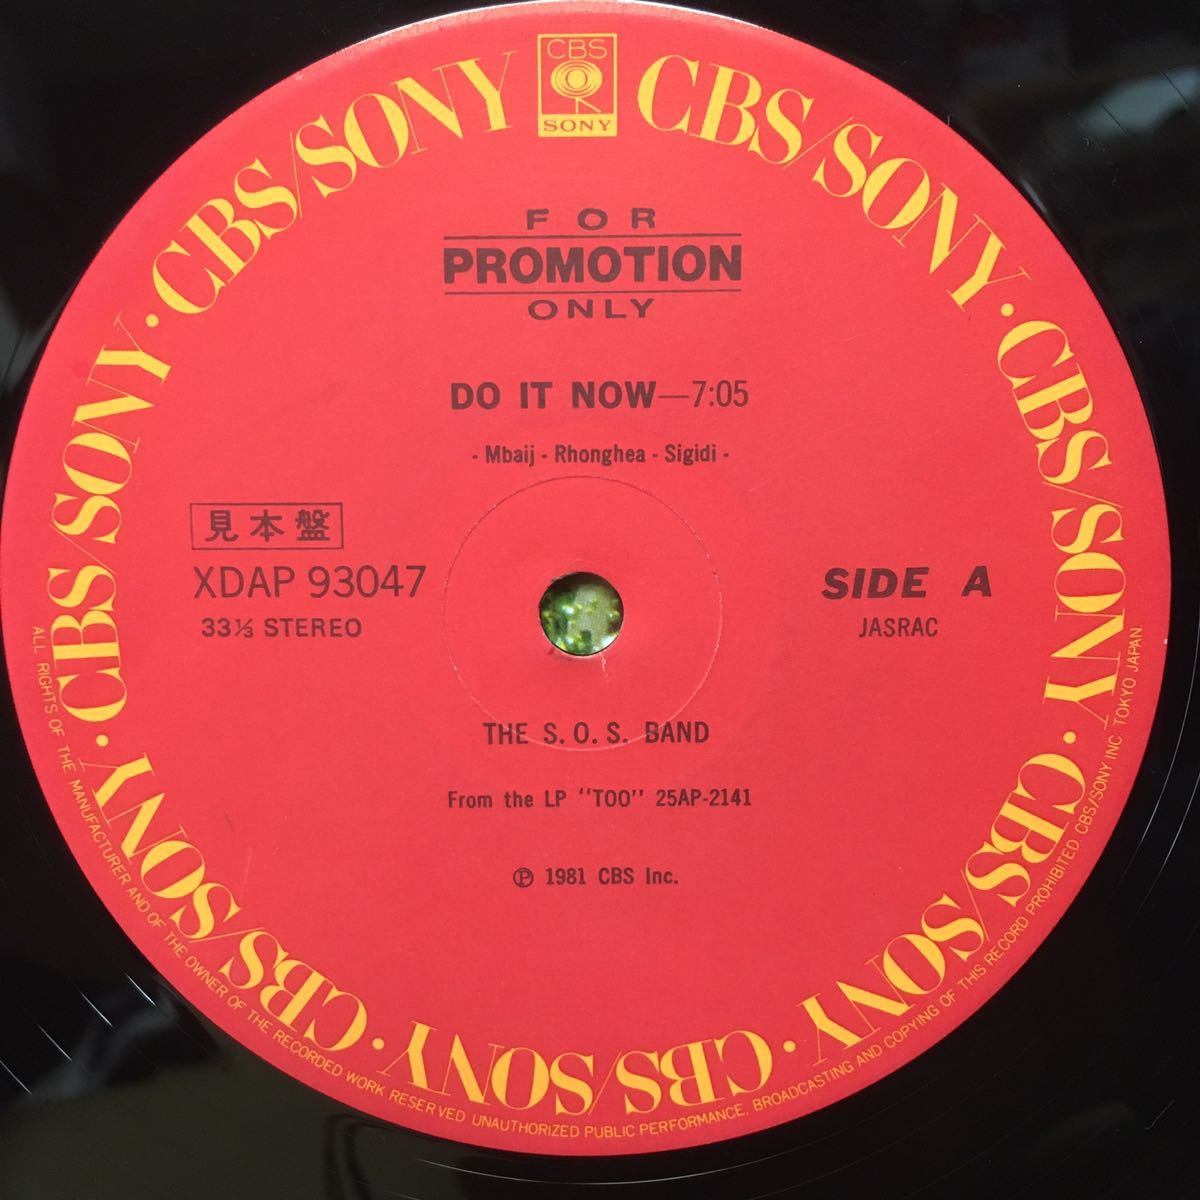 CBS
SONY
CBS/SONY · CBS/SONY · CBS/SONY · CBS/SONY · CBS/SONY · CBS/SONY · CBS/SONY · CBS/SONY
FOR
PROMOTION
ONLY
DO IT NOW—7:05
- Mbaij - Rhonghea - Sigidi -
見本盤
XDAP 93047
33⅓ STEREO
SIDE A
JASRAC
THE S. O. S. BAND
From the LP "TOO" 25AP-2141
Ⓟ 1981 CBS Inc.
ALL RIGHTS OF THE MANUFACTURER AND OF THE OWNER OF THE RECORDED WORK RESERVED UNAUTHORIZED PUBLIC PERFORMANCE. BROADCASTING AND COPYING OF THIS RECORD PROHIBITED. CBS/SONY INC TOKYO JAPAN.